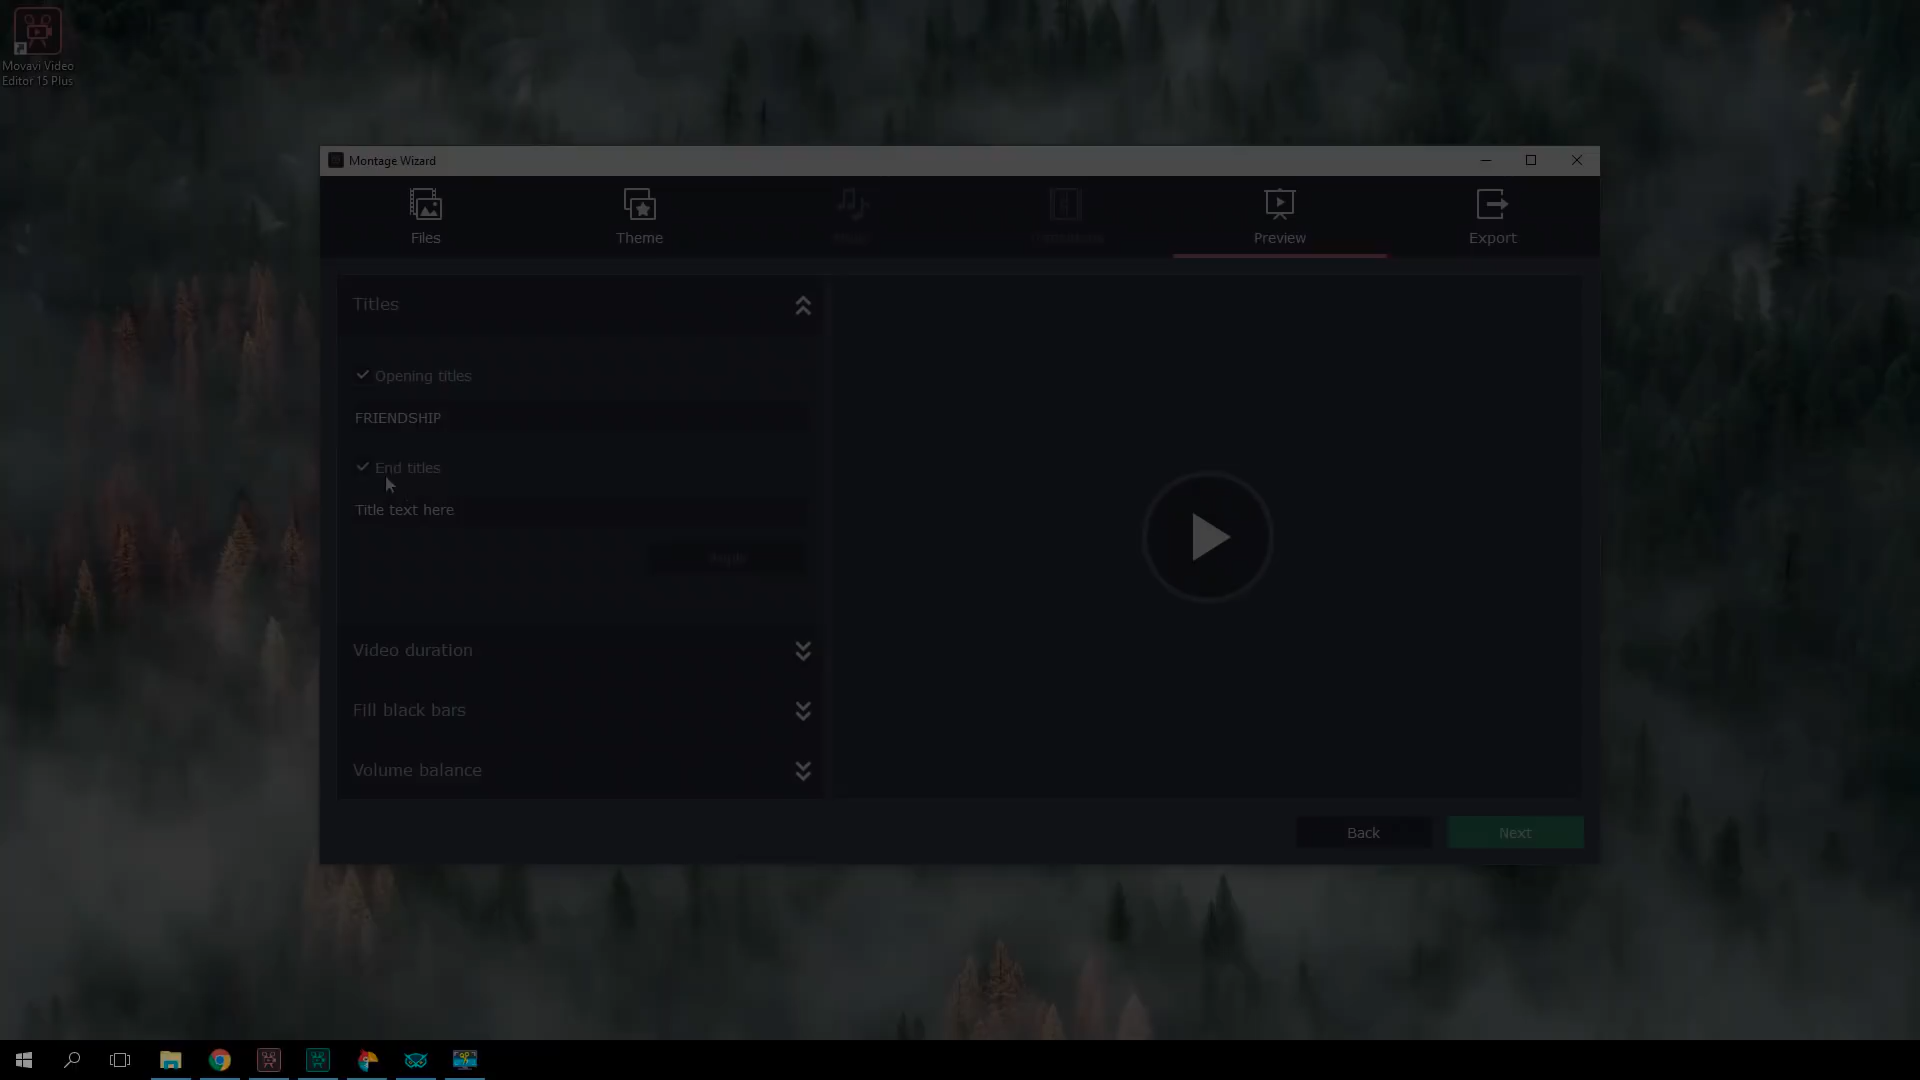 Movavi Video
Editor 15 Plus
Montage Wizard
Files
Theme
Preview
Export
Titles
Opening titles
FRIENDSHIP
End titles
Title text here
Apply
Video duration
Fill black bars
Volume balance
Back
Next